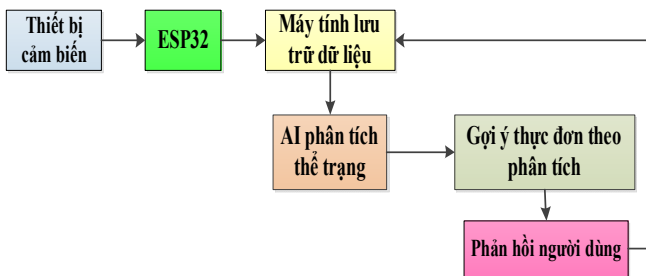 Thiết bị
cảm biến
ESP32
Máy tính lưu
trữ dữ liệu
AI phân tích
thể trạng
Gợi ý thực đơn theo
phân tích
Phản hồi người dùng